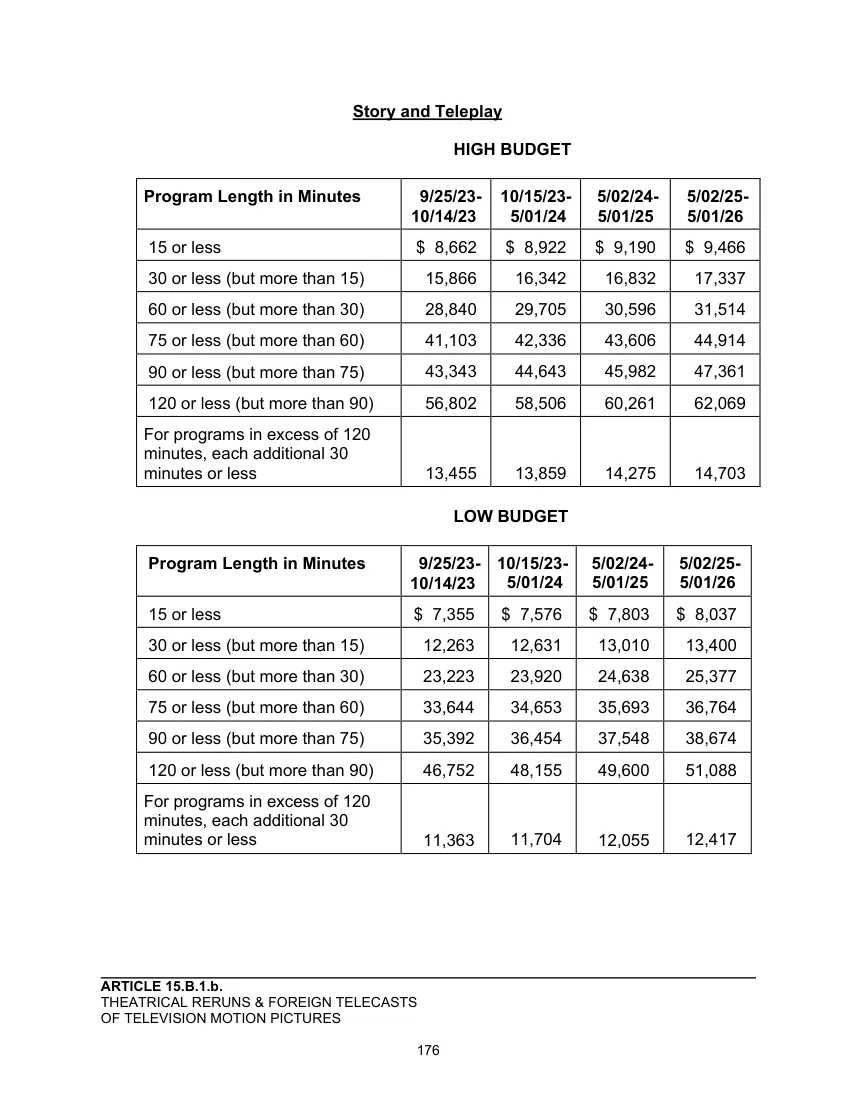 Story and Teleplay
HIGH BUDGET
Program Length in Minutes 9/25/23- 10/15/23- 5/02/24- 5/02/25-
10/14/23 5/01/24 5/01/25 5/01/26
15 or less $ 8,662 $ 8,922 $ 9,190 $ 9,466
30 or less (but more than 15) 15,866 16,342 16,832 17,337
60 or less (but more than 30) 28,840 29,705 30,596 31,514
75 or less (but more than 60) 41,103 42,336 43,606 44,914
90 or less (but more than 75) 43,343 44,643 45,982 47,361
120 or less (but more than 90) 56,802 58,506 60,261 62,069
For programs in excess of 120
minutes, each additional 30
minutes or less 13,455 13,859 14,275 14,703
LOW BUDGET
Program Length in Minutes 9/25/23- 10/15/23- 5/02/24- 5/02/25-
10/14/23 5/01/24 5/01/25 5/01/26
15 or less $ 7,355 $ 7,576 $ 7,803 $ 8,037
30 or less (but more than 15) 12,263 12,631 13,010 13,400
60 or less (but more than 30) 23,223 23,920 24,638 25,377
75 or less (but more than 60) 33,644 34,653 35,693 36,764
90 or less (but more than 75) 35,392 36,454 37,548 38,674
120 or less (but more than 90) 46,752 48,155 49,600 51,088
For programs in excess of 120
minutes, each additional 30
minutes or less 11,363 11,704 12,055 12,417
ARTICLE 15.B.1.b.
THEATRICAL RERUNS & FOREIGN TELECASTS
OF TELEVISION MOTION PICTURES
176